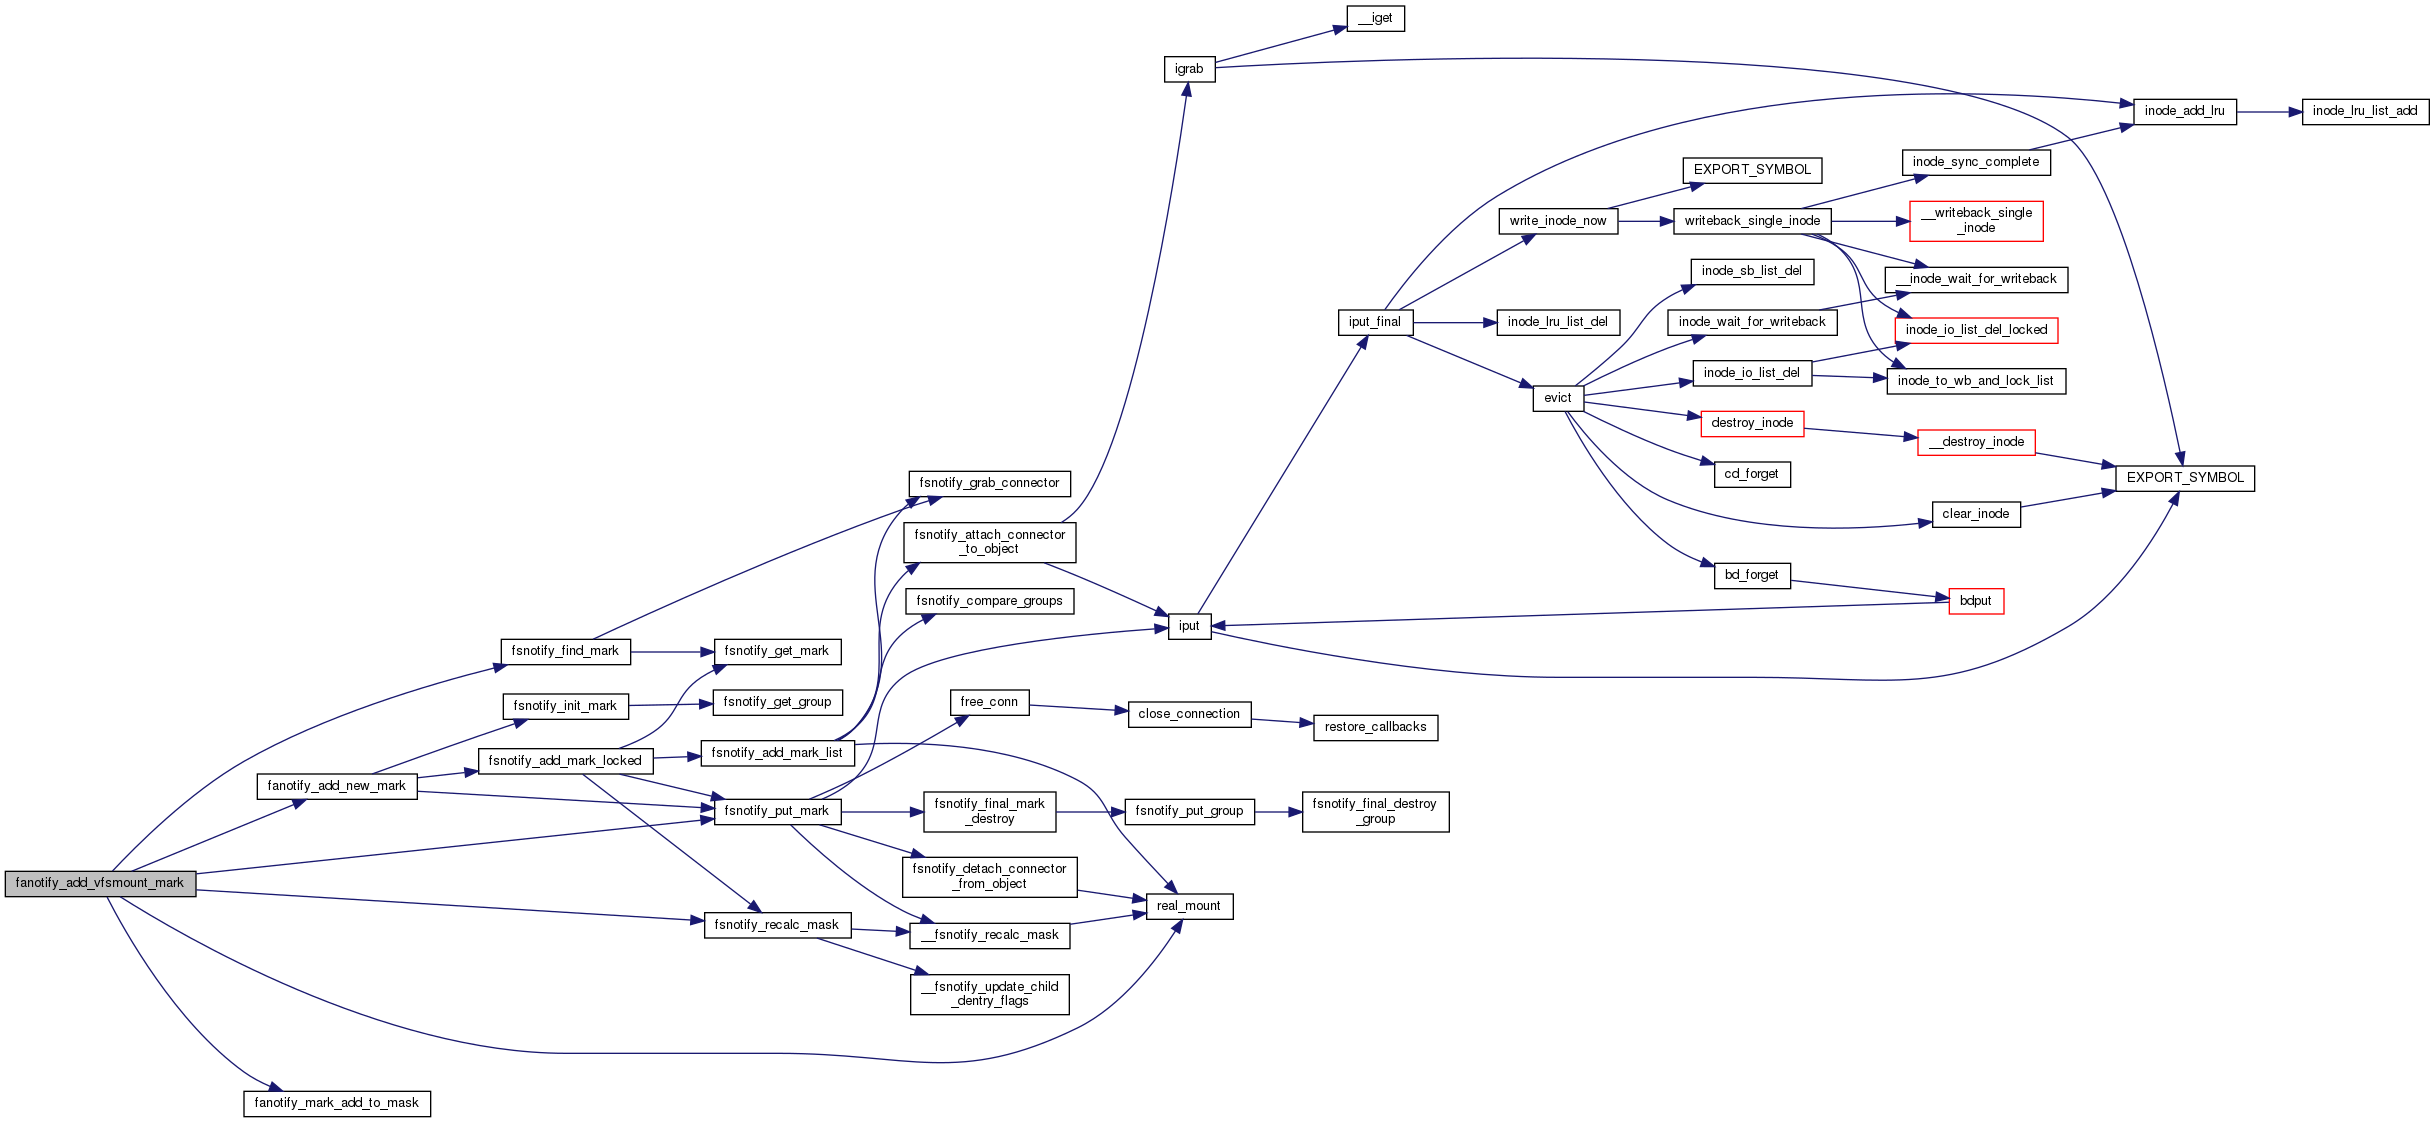 __iget
igrab
inode_add_lru
inode_lru_list_add
EXPORT_SYMBOL
inode_sync_complete
write_inode_now
writeback_single_inode
__writeback_single
_inode
inode_sb_list_del
__inode_wait_for_writeback
iput_final
inode_lru_list_del
inode_wait_for_writeback
inode_io_list_del_locked
inode_io_list_del
inode_to_wb_and_lock_list
evict
destroy_inode
__destroy_inode
cd_forget
EXPORT_SYMBOL
fsnotify_grab_connector
clear_inode
fsnotify_attach_connector
_to_object
bd_forget
bdput
fsnotify_compare_groups
iput
fsnotify_find_mark
fsnotify_get_mark
fsnotify_init_mark
fsnotify_get_group
free_conn
close_connection
restore_callbacks
fsnotify_add_mark_locked
fsnotify_add_mark_list
fanotify_add_new_mark
fsnotify_put_mark
fsnotify_final_mark
_destroy
fsnotify_put_group
fsnotify_final_destroy
_group
fanotify_add_vfsmount_mark
fsnotify_detach_connector
_from_object
real_mount
fsnotify_recalc_mask
__fsnotify_recalc_mask
__fsnotify_update_child
_dentry_flags
fanotify_mark_add_to_mask